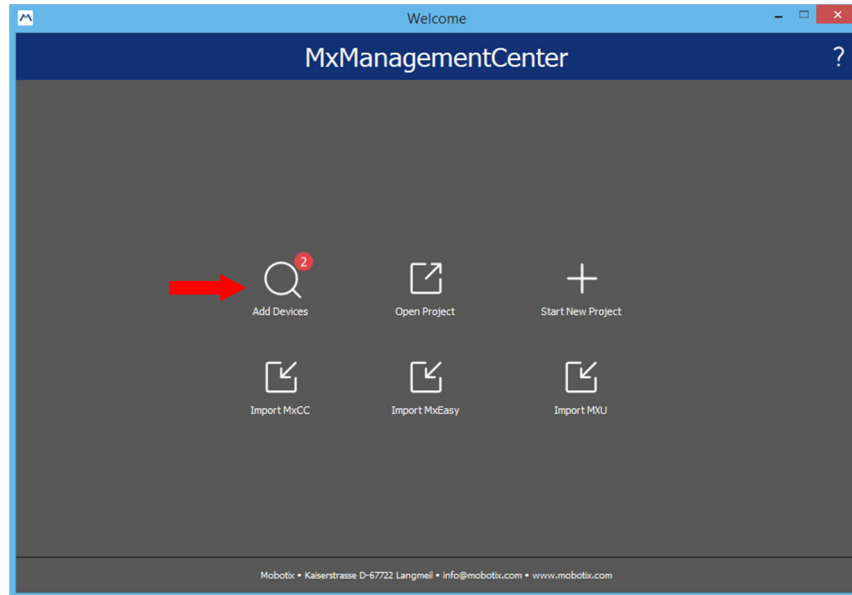 Welcome
MxManagementCenter
?
2
Add Devices
Open Project
Start New Project
Import MxCC
Import MxEasy
Import MXU
Mobotix • Kaiserstrasse D-67722 Langmeil • info@mobotix.com • www.mobotix.com